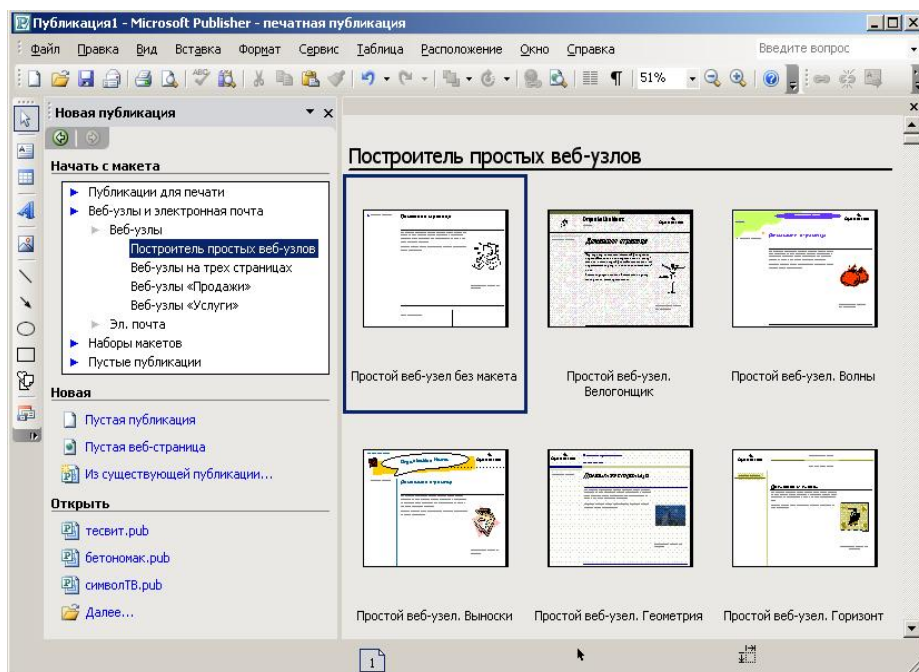 Публикация1 - Microsoft Publisher - печатная публикация
Файл Правка Вид Вставка Формат Сервис Таблица Расположение Окно Справка Введите вопрос
51%
Новая публикация
Начать с макета
Публикации для печати
Веб-узлы и электронная почта
Веб-узлы
Построитель простых веб-узлов
Веб-узлы на трех страницах
Веб-узлы «Продажи»
Веб-узлы «Услуги»
Эл. почта
Наборы макетов
Пустые публикации
Новая
Пустая публикация
Пустая веб-страница
Из существующей публикации...
Открыть
тесвит.pub
бетономак.pub
символТВ.pub
Далее...
Построитель простых веб-узлов
Простой веб-узел без макета
Простой веб-узел. Велогонщик
Простой веб-узел. Волны
Простой веб-узел. Выноски
Простой веб-узел. Геометрия
Простой веб-узел. Горизонт
1